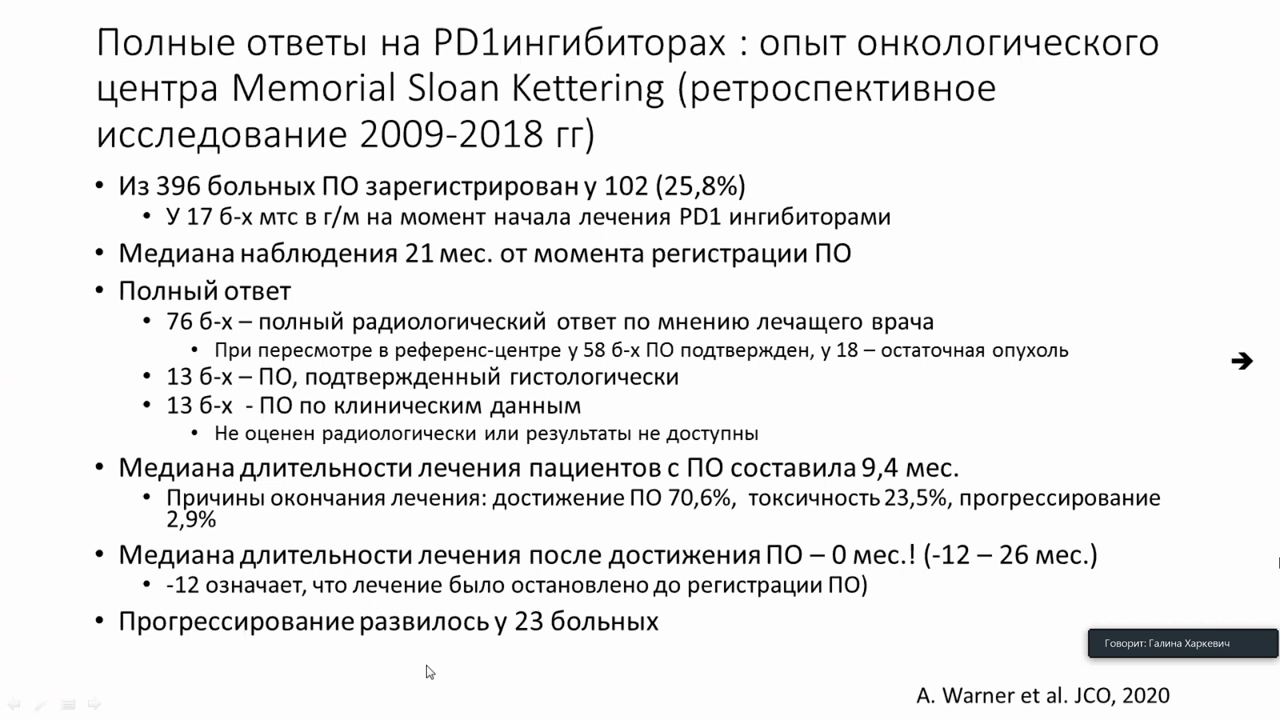 Полные ответы на PD1ингибиторах : опыт онкологического
центра Memorial Sloan Kettering (ретроспективное
исследование 2009-2018 гг)
• Из 396 больных ПО зарегистрирован у 102 (25,8%)
• У 17 б-х мтс в г/м на момент начала лечения PD1 ингибиторами
• Медиана наблюдения 21 мес. от момента регистрации ПО
• Полный ответ
• 76 б-х – полный радиологический ответ по мнению лечащего врача
• При пересмотре в референс-центре у 58 б-х ПО подтвержден, у 18 – остаточная опухоль
• 13 б-х – ПО, подтвержденный гистологически
• 13 б-х - ПО по клиническим данным
• Не оценен радиологически или результаты не доступны
• Медиана длительности лечения пациентов с ПО составила 9,4 мес.
• Причины окончания лечения: достижение ПО 70,6%, токсичность 23,5%, прогрессирование
2,9%
• Медиана длительности лечения после достижения ПО – 0 мес.! (-12 – 26 мес.)
• -12 означает, что лечение было остановлено до регистрации ПО)
• Прогрессирование развилось у 23 больных
Говорит: Галина Харкевич
A. Warner et al. JCO, 2020